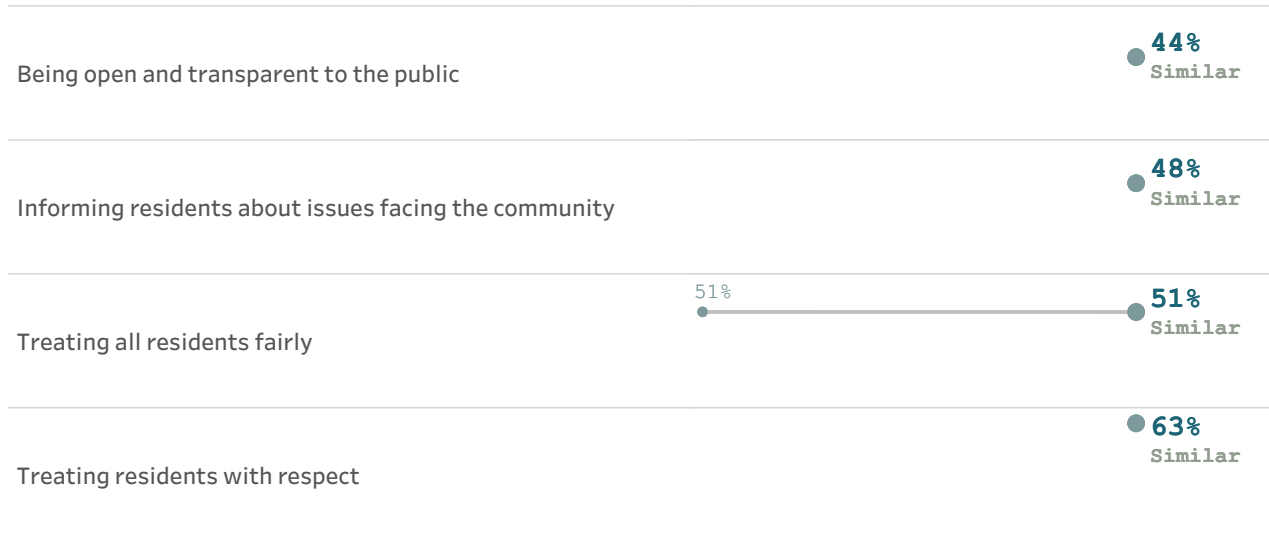 44%
Being open and transparent to the public
Similar
48%
Informing residents about issues facing the community
Similar
51%
51%
Treating all residents fairly
Similar
63%
Treating residents with respect
Similar